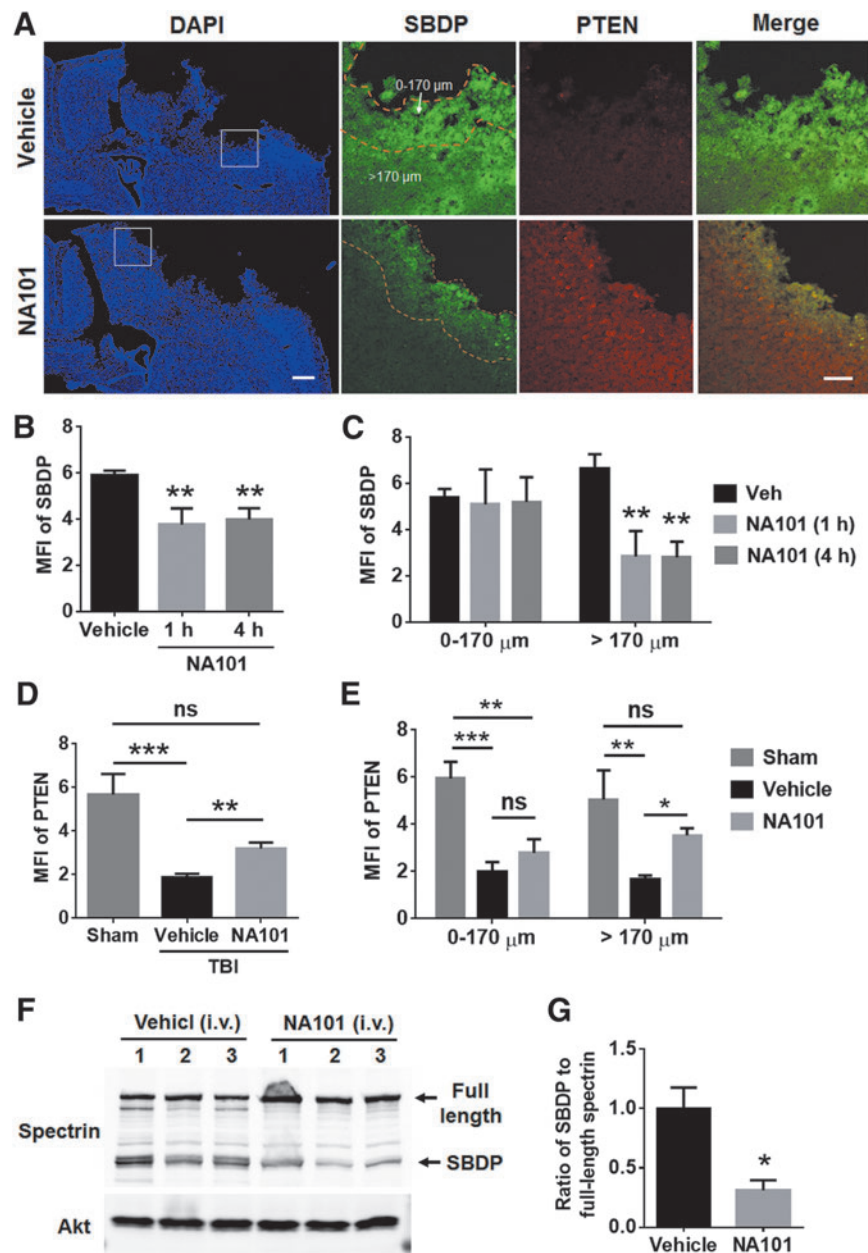 A
DAPI
SBDP
PTEN
Merge
Vehicle
0-170 µm
>170 µm
NA101
B
MFI of SBDP
8
6
4
2
0
**
**
Vehicle
1 h
4 h
NA101
C
MFI of SBDP
8
6
4
2
0
**
**
0-170 µm
> 170 µm
Veh
NA101 (1 h)
NA101 (4 h)
D
MFI of PTEN
8
6
4
2
0
ns
***
**
Sham
Vehicle
NA101
TBI
E
MFI of PTEN
8
6
4
2
0
**
***
ns
ns
**
*
0-170 µm
> 170 µm
Sham
Vehicle
NA101
F
Vehicl (i.v.)
NA101 (i.v.)
1 2 3 1 2 3
Spectrin
Full
length
SBDP
Akt
G
Ratio of SBDP to
full-length spectrin
1.5
1.0
0.5
0.0
*
Vehicle
NA101